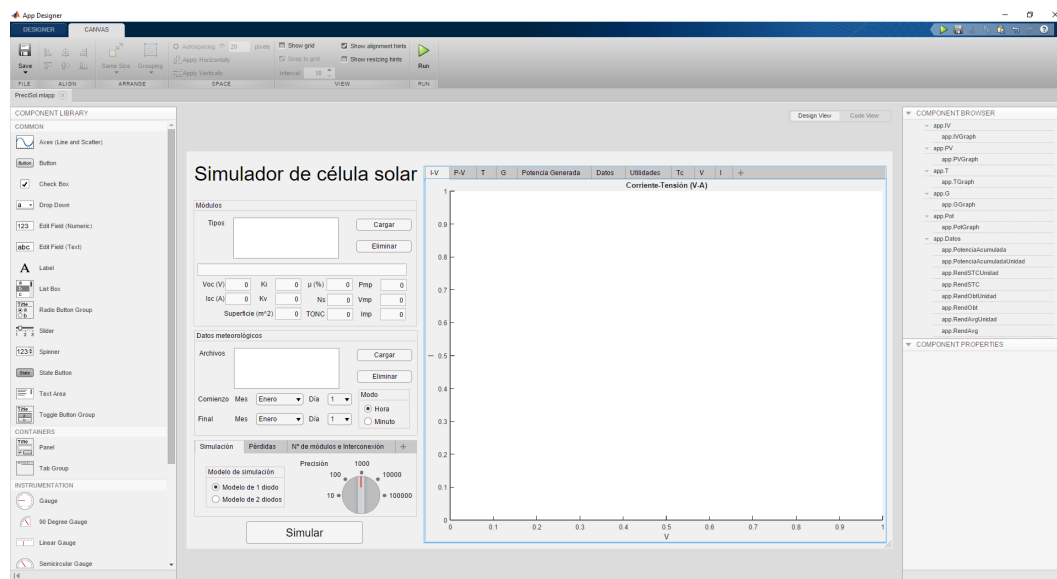 App Designer
DESIGNER CANVAS
Save
Same Size Grouping
Autospacing 20 pixels
Apply Horizontally
Apply Vertically
Show grid Show alignment hints
Snap to grid Show resizing hints
Interval 10
Run
FILE ALIGN ARRANGE SPACE VIEW RUN
PreciSol.mlapp
COMPONENT LIBRARY
COMMON
Axes (Line and Scatter)
Button Button
Check Box
a Drop Down
123 Edit Field (Numeric)
abc Edit Field (Text)
A Label
List Box
Radio Button Group
Slider
Spinner
State Button
Text Area
Toggle Button Group
CONTAINERS
Panel
Tab Group
INSTRUMENTATION
Gauge
90 Degree Gauge
Linear Gauge
Semicircular Gauge
Design View Code View
Simulador de célula solar
Módulos
Tipos
Cargar
Eliminar
Voc (V) 0 Ki 0 µ (%) 0 Pmp 0
Isc (A) 0 Kv 0 Ns 0 Vmp 0
Superficie (m^2) 0 TONC 0 Imp 0
Datos meteorológicos
Archivos
Cargar
Eliminar
Comienzo Mes Enero Día 1
Final Mes Enero Día 1
Modo
Hora
Minuto
Simulación Pérdidas Nº de módulos e Interconexión +
Modelo de simulación
Modelo de 1 diodo
Modelo de 2 diodos
Precisión
10 100 1000 10000 100000
Simular
I-V P-V T G Potencia Generada Datos Utilidades Tc V I +
Corriente-Tensión (V-A)
1
0.9
0.8
0.7
0.6
0.5
0.4
0.3
0.2
0.1
0
0 0.1 0.2 0.3 0.4 0.5 0.6 0.7 0.8 0.9 1
V
I
COMPONENT BROWSER
app.IV
app.IVGraph
app.PV
app.PVGraph
app.T
app.TGraph
app.G
app.GGraph
app.Pot
app.PotGraph
app.Datos
app.PotenciaAcumulada
app.PotenciaAcumuladaUnidad
app.RendSTCUnidad
app.RendSTC
app.RendObtUnidad
app.RendObt
app.RendAvgUnidad
app.RendAvg
COMPONENT PROPERTIES